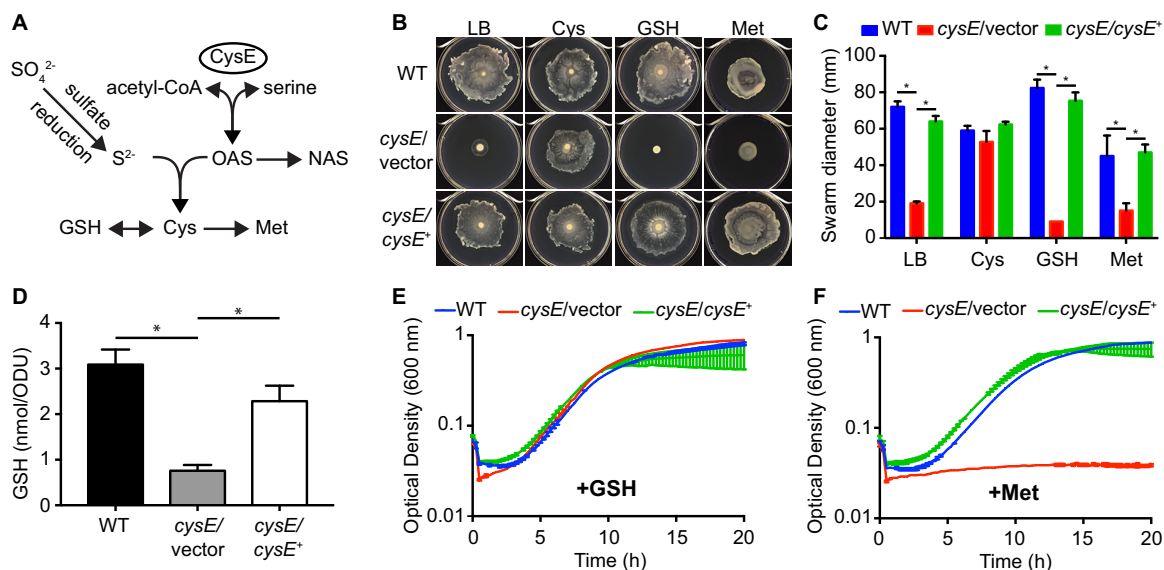 A
CysE
SO₄²⁻
acetyl-CoA
serine
sulfate
reduction
S²⁻
OAS
NAS
GSH
Cys
Met
B
LB Cys GSH Met
WT
cysE/
vector
cysE/
cysE⁺
C
WT cysE/vector cysE/cysE⁺
Swarm diameter (mm)
80
60
40
20
0
* * * * * *
LB Cys GSH Met
D
GSH (nmol/ODU)
4
3
2
1
0
* *
WT
cysE/
vector
cysE/
cysE⁺
E
WT cysE/vector cysE/cysE⁺
Optical Density (600 nm)
1
0.1
0.01
+GSH
0 5 10 15 20
Time (h)
F
WT cysE/vector cysE/cysE⁺
Optical Density (600 nm)
1
0.1
0.01
+Met
0 5 10 15 20
Time (h)